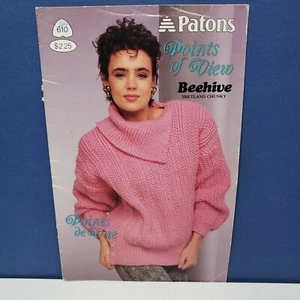 610
$2.25
Patons
Points
of View
Beehive
SHETLAND CHUNKY
Points
de Vue